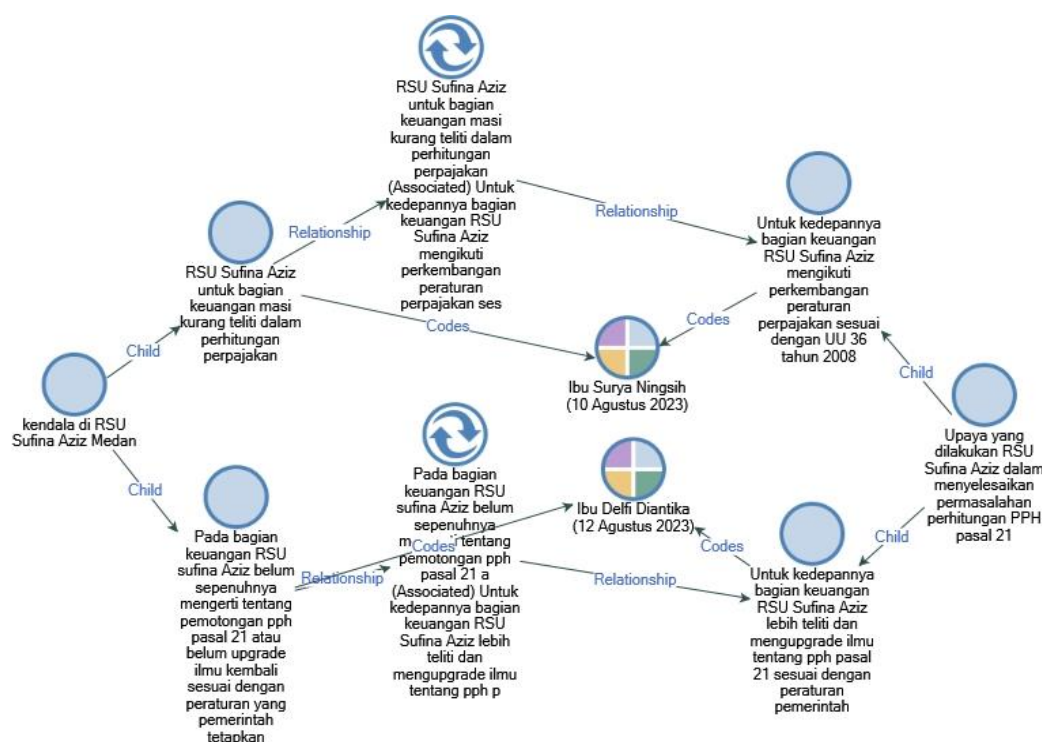 RSU Sufina Aziz
untuk bagian
keuangan masi
kurang teliti dalam
perhitungan
perpajakan
(Associated) Untuk
kedepannya bagian
keuangan RSU
Sufina Aziz
mengikuti
perkembangan
peraturan
perpajakan ses
Relationship
Relationship
RSU Sufina Aziz
untuk bagian
keuangan masi
kurang teliti dalam
perhitungan
perpajakan
Untuk kedepannya
bagian keuangan
RSU Sufina Aziz
mengikuti
perkembangan
peraturan
perpajakan sesuai
dengan UU 36
tahun 2008
Codes
Codes
Child
Ibu Surya Ningsih
(10 Agustus 2023)
Child
kendala di RSU
Sufina Aziz Medan
Upaya yang
dilakukan RSU
Sufina Aziz dalam
menyelesaikan
permasalahan
perhitungan PPH
pasal 21
Child
Pada bagian
keuangan RSU
sufina Aziz belum
sepenuhnya
tentang
pemotongan pph
pasal 21 a
(Associated) Untuk
kedepannya bagian
keuangan RSU
Sufina Aziz lebih
teliti dan
mengupgrade ilmu
tentang pph p
Ibu Delfi Diantika
(12 Agustus 2023)
Codes
Codes
Child
Relationship
Relationship
Pada bagian
keuangan RSU
sufina Aziz belum
sepenuhnya
mengerti tentang
pemotongan pph
pasal 21 atau
belum upgrade
ilmu kembali
sesuai dengan
peraturan yang
pemerintah
tetapkan
Untuk kedepannya
bagian keuangan
RSU Sufina Aziz
lebih teliti dan
mengupgrade ilmu
tentang pph pasal
21 sesuai dengan
peraturan
pemerintah